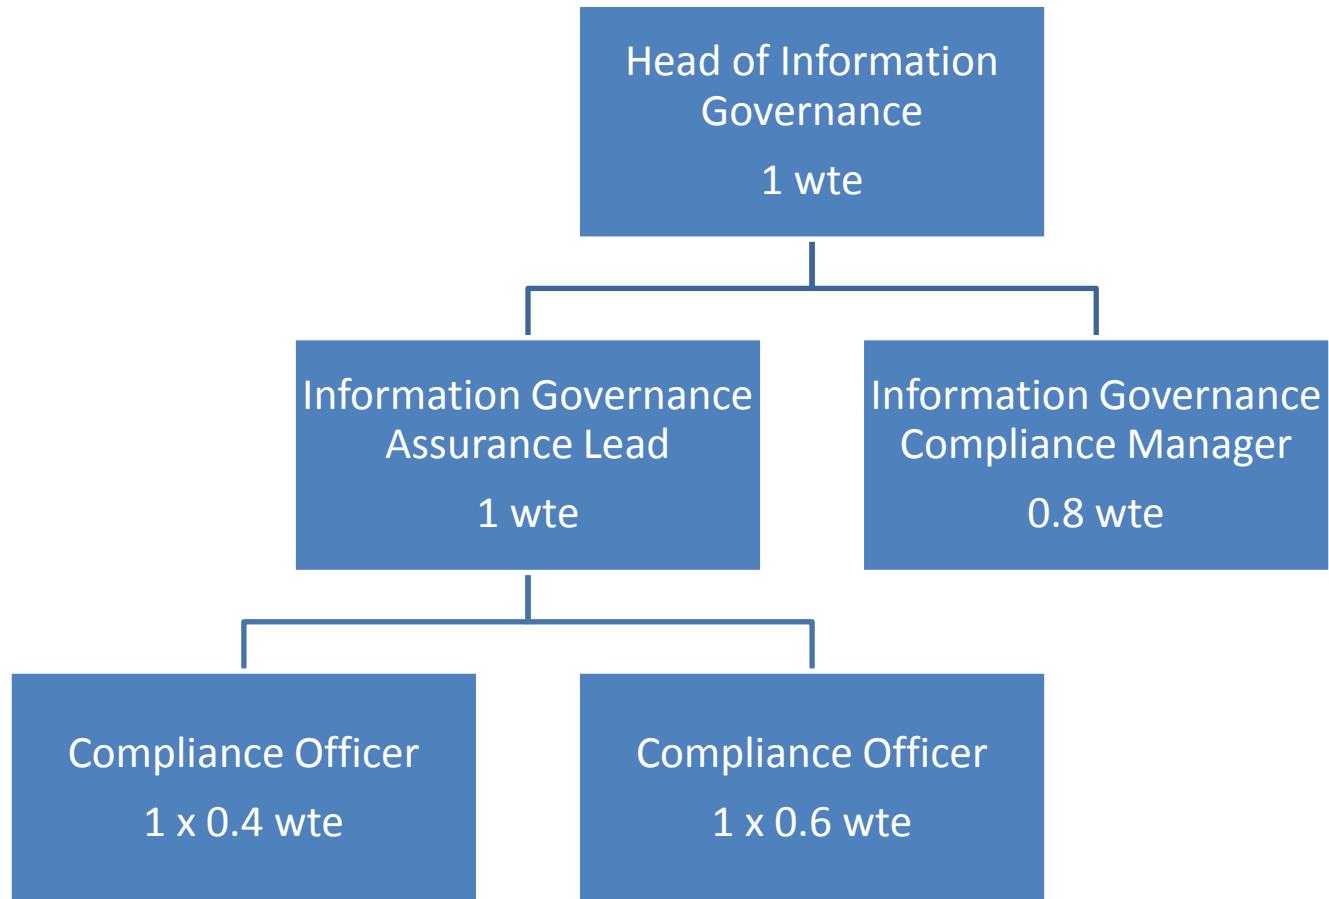 Head of Information
Governance
1 wte
Information Governance
Assurance Lead
1 wte
Information Governance
Compliance Manager
0.8 wte
Compliance Officer
1 x 0.4 wte
Compliance Officer
1 x 0.6 wte